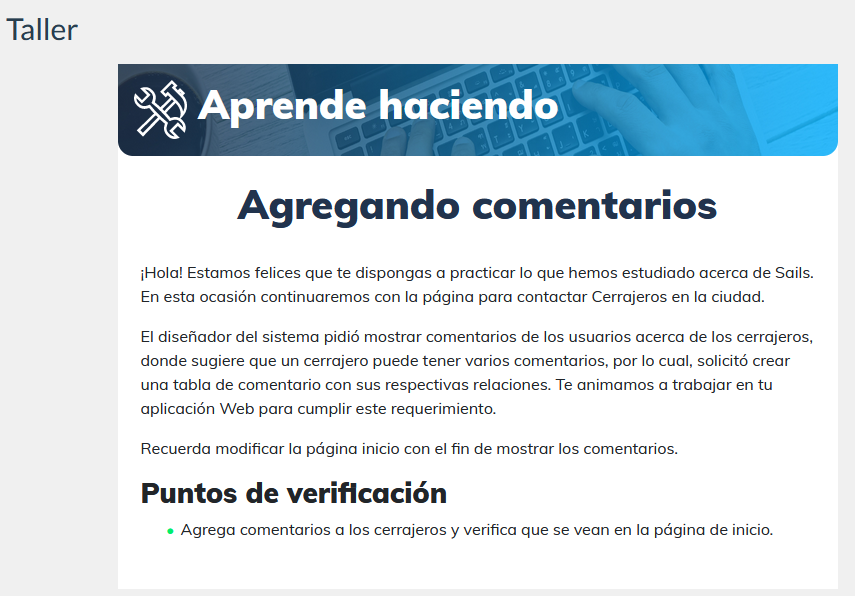 Taller
Aprende haciendo
Agregando comentarios
¡Hola! Estamos felices que te dispongas a practicar lo que hemos estudiado acerca de Sails.
En esta ocasión continuaremos con la página para contactar Cerrajeros en la ciudad.
El diseñador del sistema pidió mostrar comentarios de los usuarios acerca de los cerrajeros,
donde sugiere que un cerrajero puede tener varios comentarios, por lo cual, solicitó crear
una tabla de comentario con sus respectivas relaciones. Te animamos a trabajar en tu
aplicación Web para cumplir este requerimiento.
Recuerda modificar la página inicio con el fin de mostrar los comentarios.
Puntos de verificación
• Agrega comentarios a los cerrajeros y verifica que se vean en la página de inicio.